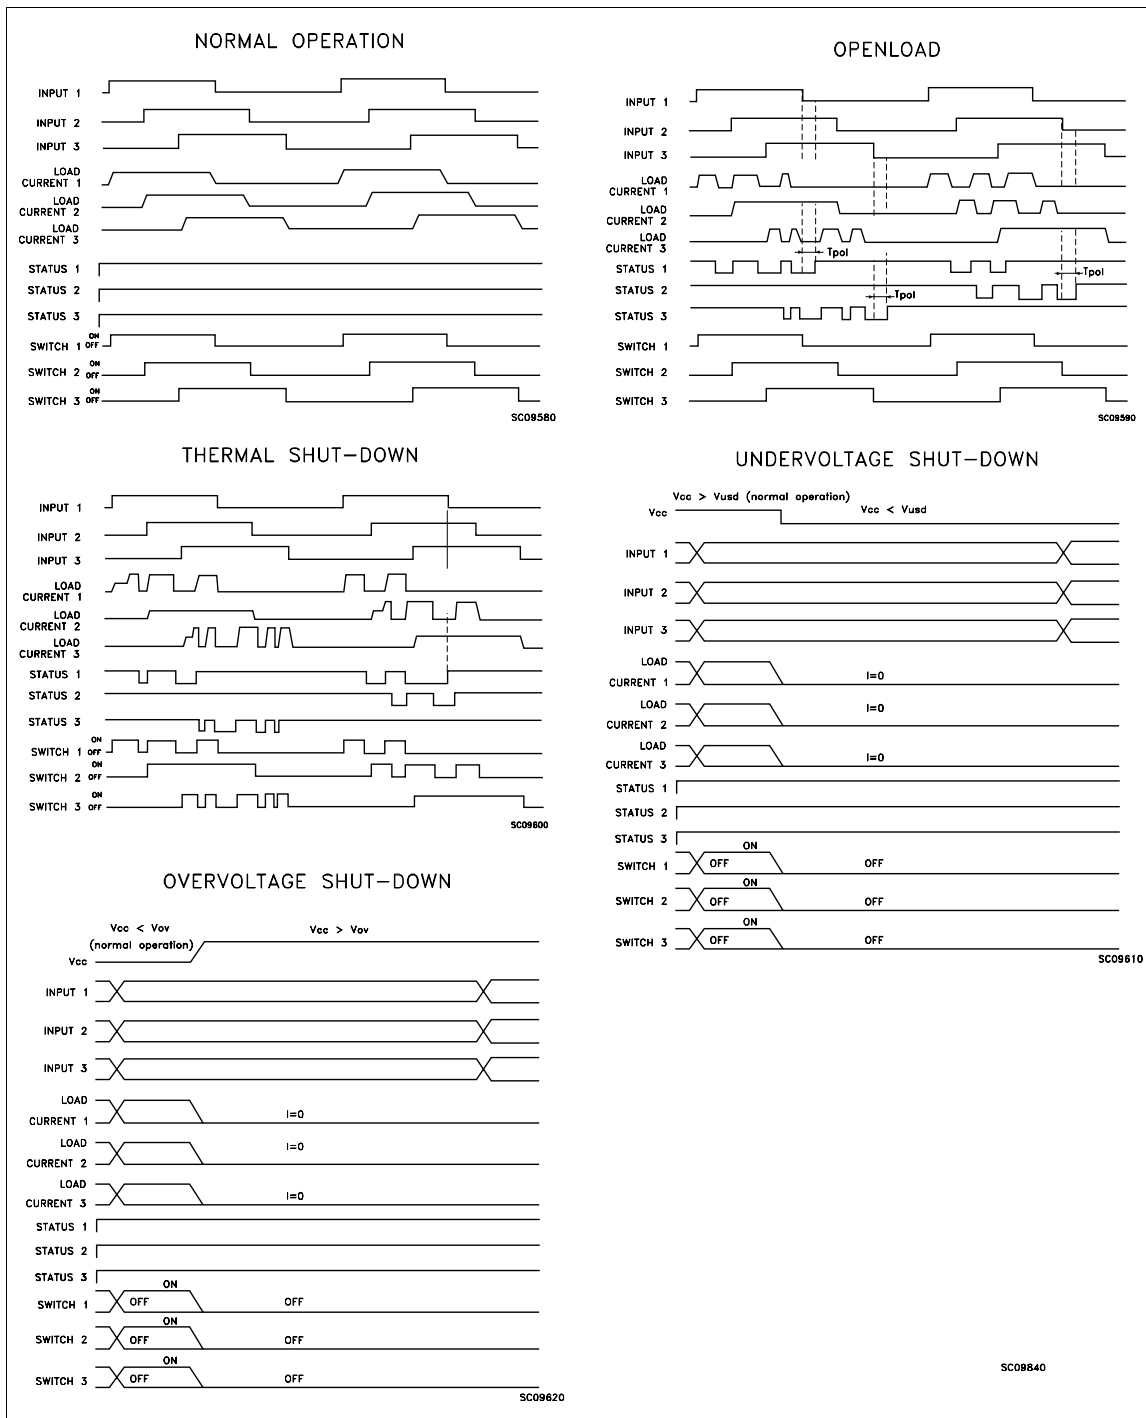 NORMAL OPERATION
INPUT 1
INPUT 2
INPUT 3
LOAD
CURRENT 1
LOAD
CURRENT 2
LOAD
CURRENT 3
STATUS 1
STATUS 2
STATUS 3
ON
SWITCH 1 OFF
ON
SWITCH 2 OFF
ON
SWITCH 3 OFF
SC09580
OPENLOAD
INPUT 1
INPUT 2
INPUT 3
LOAD
CURRENT 1
LOAD
CURRENT 2
LOAD
CURRENT 3
Tpol
STATUS 1
Tpol
STATUS 2
Tpol
STATUS 3
SWITCH 1
SWITCH 2
SWITCH 3
SC09590
THERMAL SHUT-DOWN
INPUT 1
INPUT 2
INPUT 3
LOAD
CURRENT 1
LOAD
CURRENT 2
LOAD
CURRENT 3
STATUS 1
STATUS 2
STATUS 3
ON
SWITCH 1 OFF
ON
SWITCH 2 OFF
ON
SWITCH 3 OFF
SC09600
UNDERVOLTAGE SHUT-DOWN
Vcc > Vusd (normal operation)
Vcc Vcc < Vusd
INPUT 1
INPUT 2
INPUT 3
LOAD
CURRENT 1 I=0
LOAD I=0
CURRENT 2
LOAD
CURRENT 3 I=0
STATUS 1
STATUS 2
STATUS 3
ON
SWITCH 1 OFF OFF
ON
SWITCH 2 OFF OFF
ON
SWITCH 3 OFF OFF
SC09610
OVERVOLTAGE SHUT-DOWN
Vcc < Vov Vcc > Vov
(normal operation)
Vcc
INPUT 1
INPUT 2
INPUT 3
LOAD
CURRENT 1 I=0
LOAD I=0
CURRENT 2
LOAD
CURRENT 3 I=0
STATUS 1
STATUS 2
STATUS 3
ON
SWITCH 1 OFF OFF
ON
SWITCH 2 OFF OFF
ON
SWITCH 3 OFF OFF
SC09620
SC09840